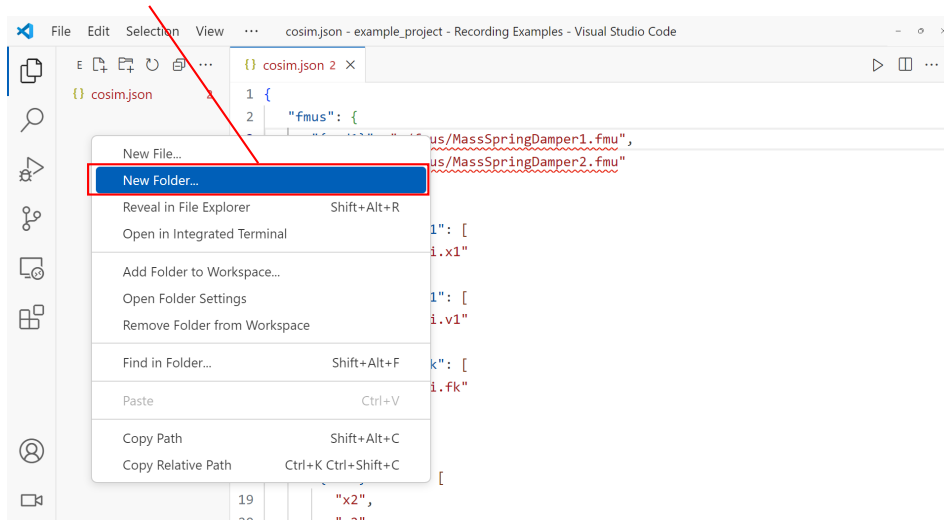 File Edit Selection View ··· cosim.json - example_project - Recording Examples - Visual Studio Code
E
{} cosim.json 2
{} cosim.json 2
1 {
2 "fmus": {
us/MassSpringDamper1.fmu",
us/MassSpringDamper2.fmu"
1": [
i.x1"
1": [
i.v1"
k": [
i.fk"
[
19 "x2",
New File...
New Folder...
Reveal in File Explorer Shift+Alt+R
Open in Integrated Terminal
Add Folder to Workspace...
Open Folder Settings
Remove Folder from Workspace
Find in Folder... Shift+Alt+F
Paste Ctrl+V
Copy Path Shift+Alt+C
Copy Relative Path Ctrl+K Ctrl+Shift+C